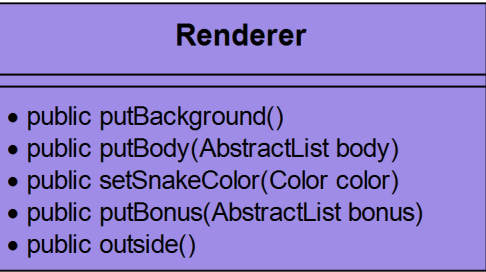 Renderer
• public putBackground()
• public putBody(AbstractList body)
• public setSnakeColor(Color color)
• public putBonus(AbstractList bonus)
• public outside()